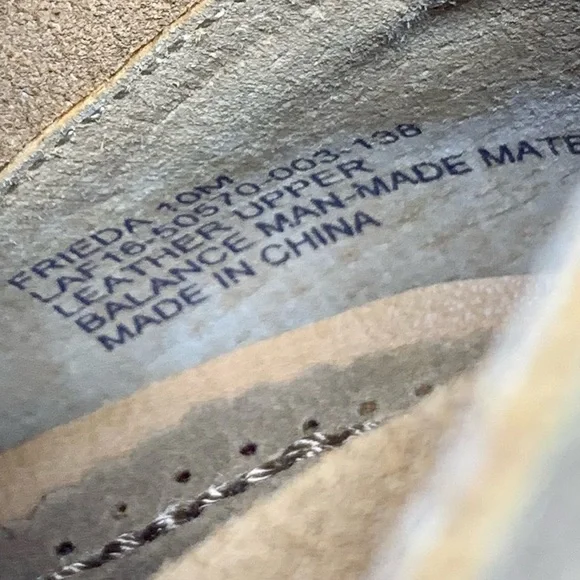 FRIEDA 10M
LAF16-50570-003-138
LEATHER UPPER
BALANCE MAN-MADE MATE
MADE IN CHINA